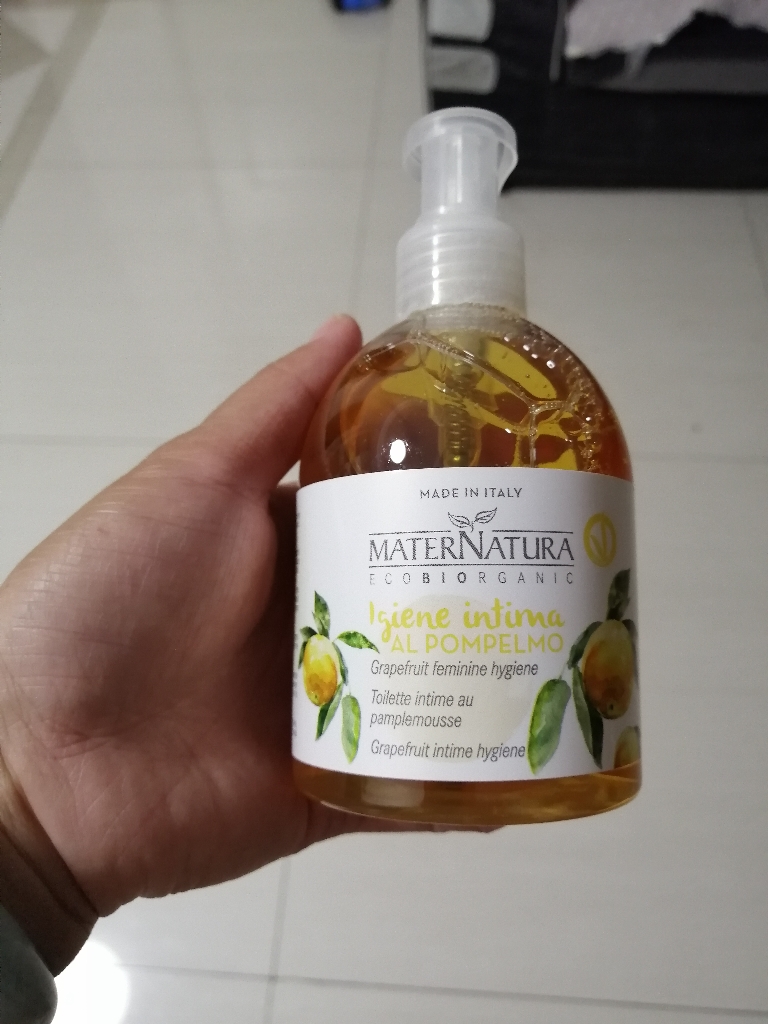 MADE IN ITALY
MATERNATURA
ECOBIORGANIC
Igiene intima
AL POMPELMO
Grapefruit feminine hygiene
Toilette intime au
pamplemousse
Grapefruit intime hygiene